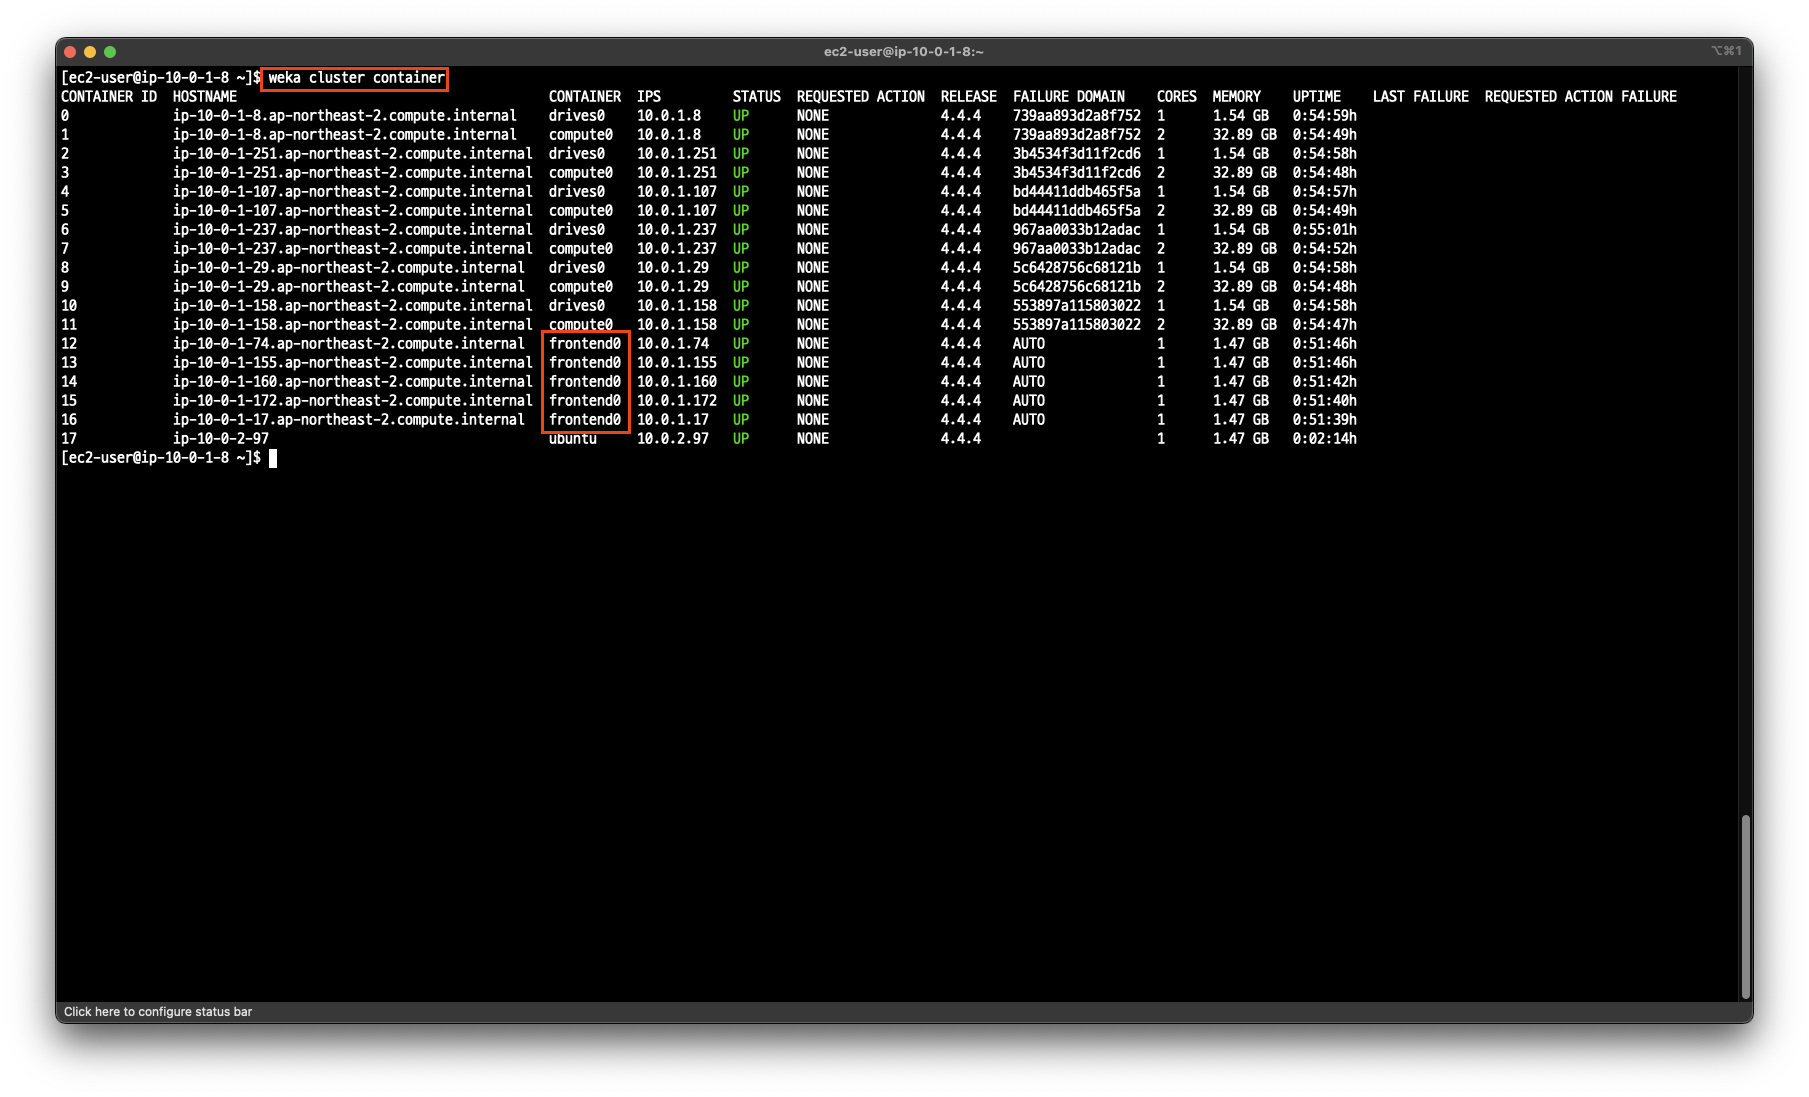 ec2-user@ip-10-0-1-8:~ ⌥⌘1
[ec2-user@ip-10-0-1-8 ~]$ weka cluster container
CONTAINER ID  HOSTNAME                                       CONTAINER  IPS         STATUS  REQUESTED ACTION  RELEASE  FAILURE DOMAIN    CORES  MEMORY    UPTIME    LAST FAILURE  REQUESTED ACTION FAILURE
0             ip-10-0-1-8.ap-northeast-2.compute.internal    drives0    10.0.1.8    UP      NONE              4.4.4    739aa893d2a8f752  1      1.54 GB   0:54:59h
1             ip-10-0-1-8.ap-northeast-2.compute.internal    compute0   10.0.1.8    UP      NONE              4.4.4    739aa893d2a8f752  2      32.89 GB  0:54:49h
2             ip-10-0-1-251.ap-northeast-2.compute.internal  drives0    10.0.1.251  UP      NONE              4.4.4    3b4534f3d11f2cd6  1      1.54 GB   0:54:58h
3             ip-10-0-1-251.ap-northeast-2.compute.internal  compute0   10.0.1.251  UP      NONE              4.4.4    3b4534f3d11f2cd6  2      32.89 GB  0:54:48h
4             ip-10-0-1-107.ap-northeast-2.compute.internal  drives0    10.0.1.107  UP      NONE              4.4.4    bd44411ddb465f5a  1      1.54 GB   0:54:57h
5             ip-10-0-1-107.ap-northeast-2.compute.internal  compute0   10.0.1.107  UP      NONE              4.4.4    bd44411ddb465f5a  2      32.89 GB  0:54:49h
6             ip-10-0-1-237.ap-northeast-2.compute.internal  drives0    10.0.1.237  UP      NONE              4.4.4    967aa0033b12adac  1      1.54 GB   0:55:01h
7             ip-10-0-1-237.ap-northeast-2.compute.internal  compute0   10.0.1.237  UP      NONE              4.4.4    967aa0033b12adac  2      32.89 GB  0:54:52h
8             ip-10-0-1-29.ap-northeast-2.compute.internal   drives0    10.0.1.29   UP      NONE              4.4.4    5c6428756c68121b  1      1.54 GB   0:54:58h
9             ip-10-0-1-29.ap-northeast-2.compute.internal   compute0   10.0.1.29   UP      NONE              4.4.4    5c6428756c68121b  2      32.89 GB  0:54:48h
10            ip-10-0-1-158.ap-northeast-2.compute.internal  drives0    10.0.1.158  UP      NONE              4.4.4    553897a115803022  1      1.54 GB   0:54:58h
11            ip-10-0-1-158.ap-northeast-2.compute.internal  compute0   10.0.1.158  UP      NONE              4.4.4    553897a115803022  2      32.89 GB  0:54:47h
12            ip-10-0-1-74.ap-northeast-2.compute.internal   frontend0  10.0.1.74   UP      NONE              4.4.4    AUTO              1      1.47 GB   0:51:46h
13            ip-10-0-1-155.ap-northeast-2.compute.internal  frontend0  10.0.1.155  UP      NONE              4.4.4    AUTO              1      1.47 GB   0:51:46h
14            ip-10-0-1-160.ap-northeast-2.compute.internal  frontend0  10.0.1.160  UP      NONE              4.4.4    AUTO              1      1.47 GB   0:51:42h
15            ip-10-0-1-172.ap-northeast-2.compute.internal  frontend0  10.0.1.172  UP      NONE              4.4.4    AUTO              1      1.47 GB   0:51:40h
16            ip-10-0-1-17.ap-northeast-2.compute.internal   frontend0  10.0.1.17   UP      NONE              4.4.4    AUTO              1      1.47 GB   0:51:39h
17            ip-10-0-2-97                                   ubuntu     10.0.2.97   UP      NONE              4.4.4                      1      1.47 GB   0:02:14h
[ec2-user@ip-10-0-1-8 ~]$
Click here to configure status bar